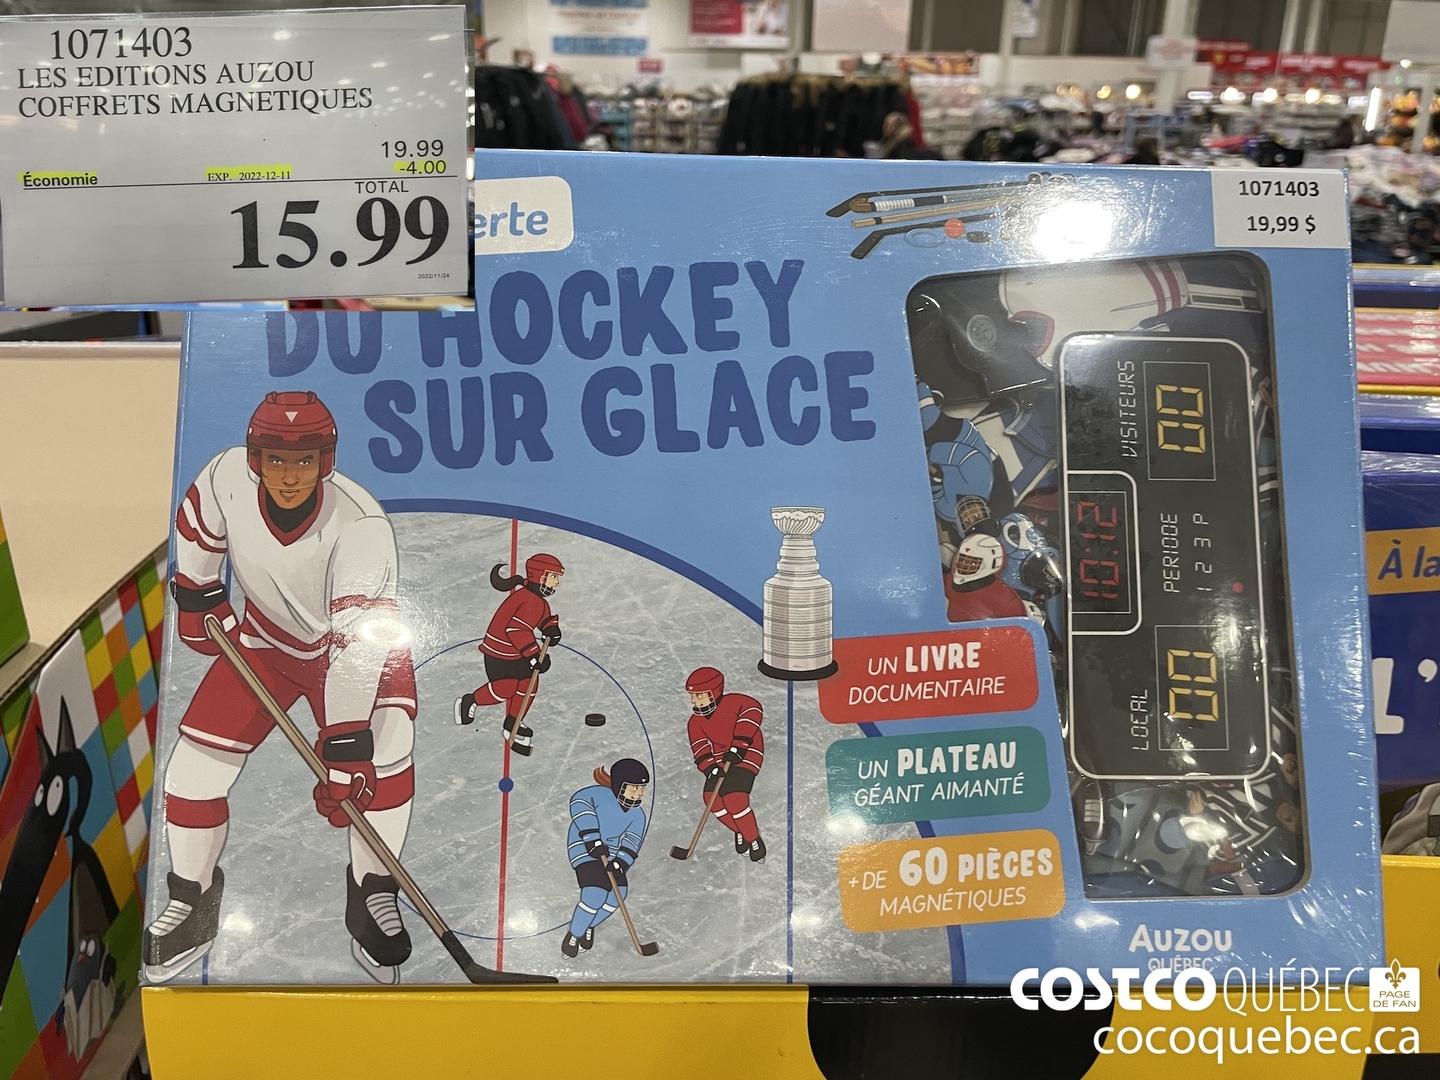 1071403
LES EDITIONS AUZOU
COFFRETS MAGNETIQUES
19.99
Économie
EXP. 2022-12-11
-4.00
TOTAL
15.99
2022/11/24
erte
DU HOCKEY
SUR GLACE
1071403
19,99 $
VISITEURS
00
10:12
PERIODE
1 2 3 P
LOCAL
00
UN LIVRE
DOCUMENTAIRE
UN PLATEAU
GÉANT AIMANTÉ
+ DE 60 PIÈCES
MAGNÉTIQUES
AUZOU
QUÉBEC
À la
L'
COSTCO QUÉBEC
PAGE
DE FAN
cocoquebec.ca